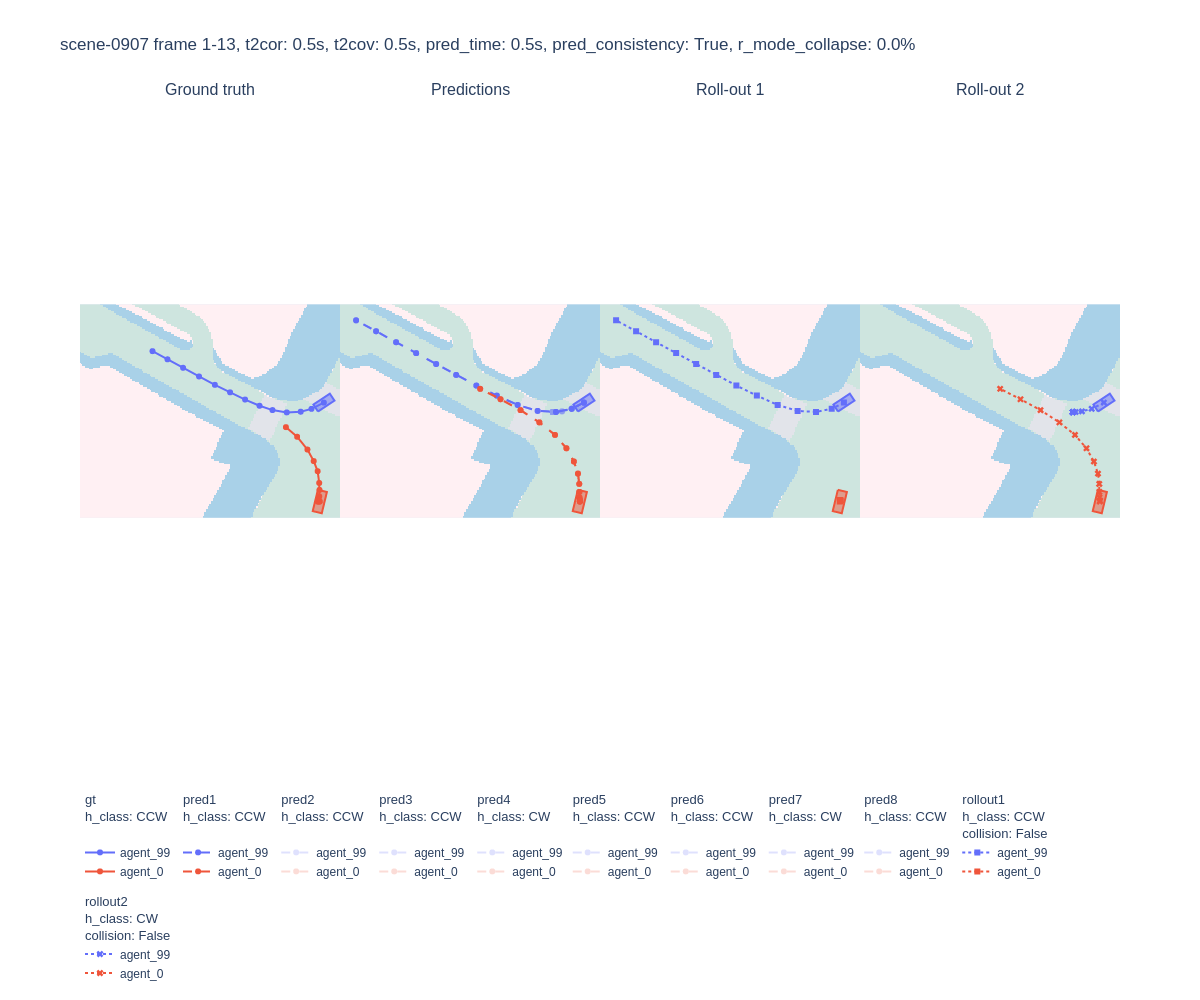 scene-0907 frame 1-13, t2cor: 0.5s, t2cov: 0.5s, pred_time: 0.5s, pred_consistency: True, r_mode_collapse: 0.0%
Ground truth
Predictions
Roll-out 1
Roll-out 2
gt
h_class: CCW
agent_99
agent_0
pred1
h_class: CCW
agent_99
agent_0
pred2
h_class: CCW
agent_99
agent_0
pred3
h_class: CCW
agent_99
agent_0
pred4
h_class: CW
agent_99
agent_0
pred5
h_class: CCW
agent_99
agent_0
pred6
h_class: CCW
agent_99
agent_0
pred7
h_class: CW
agent_99
agent_0
pred8
h_class: CCW
agent_99
agent_0
rollout1
h_class: CCW
collision: False
agent_99
agent_0
rollout2
h_class: CW
collision: False
agent_99
agent_0